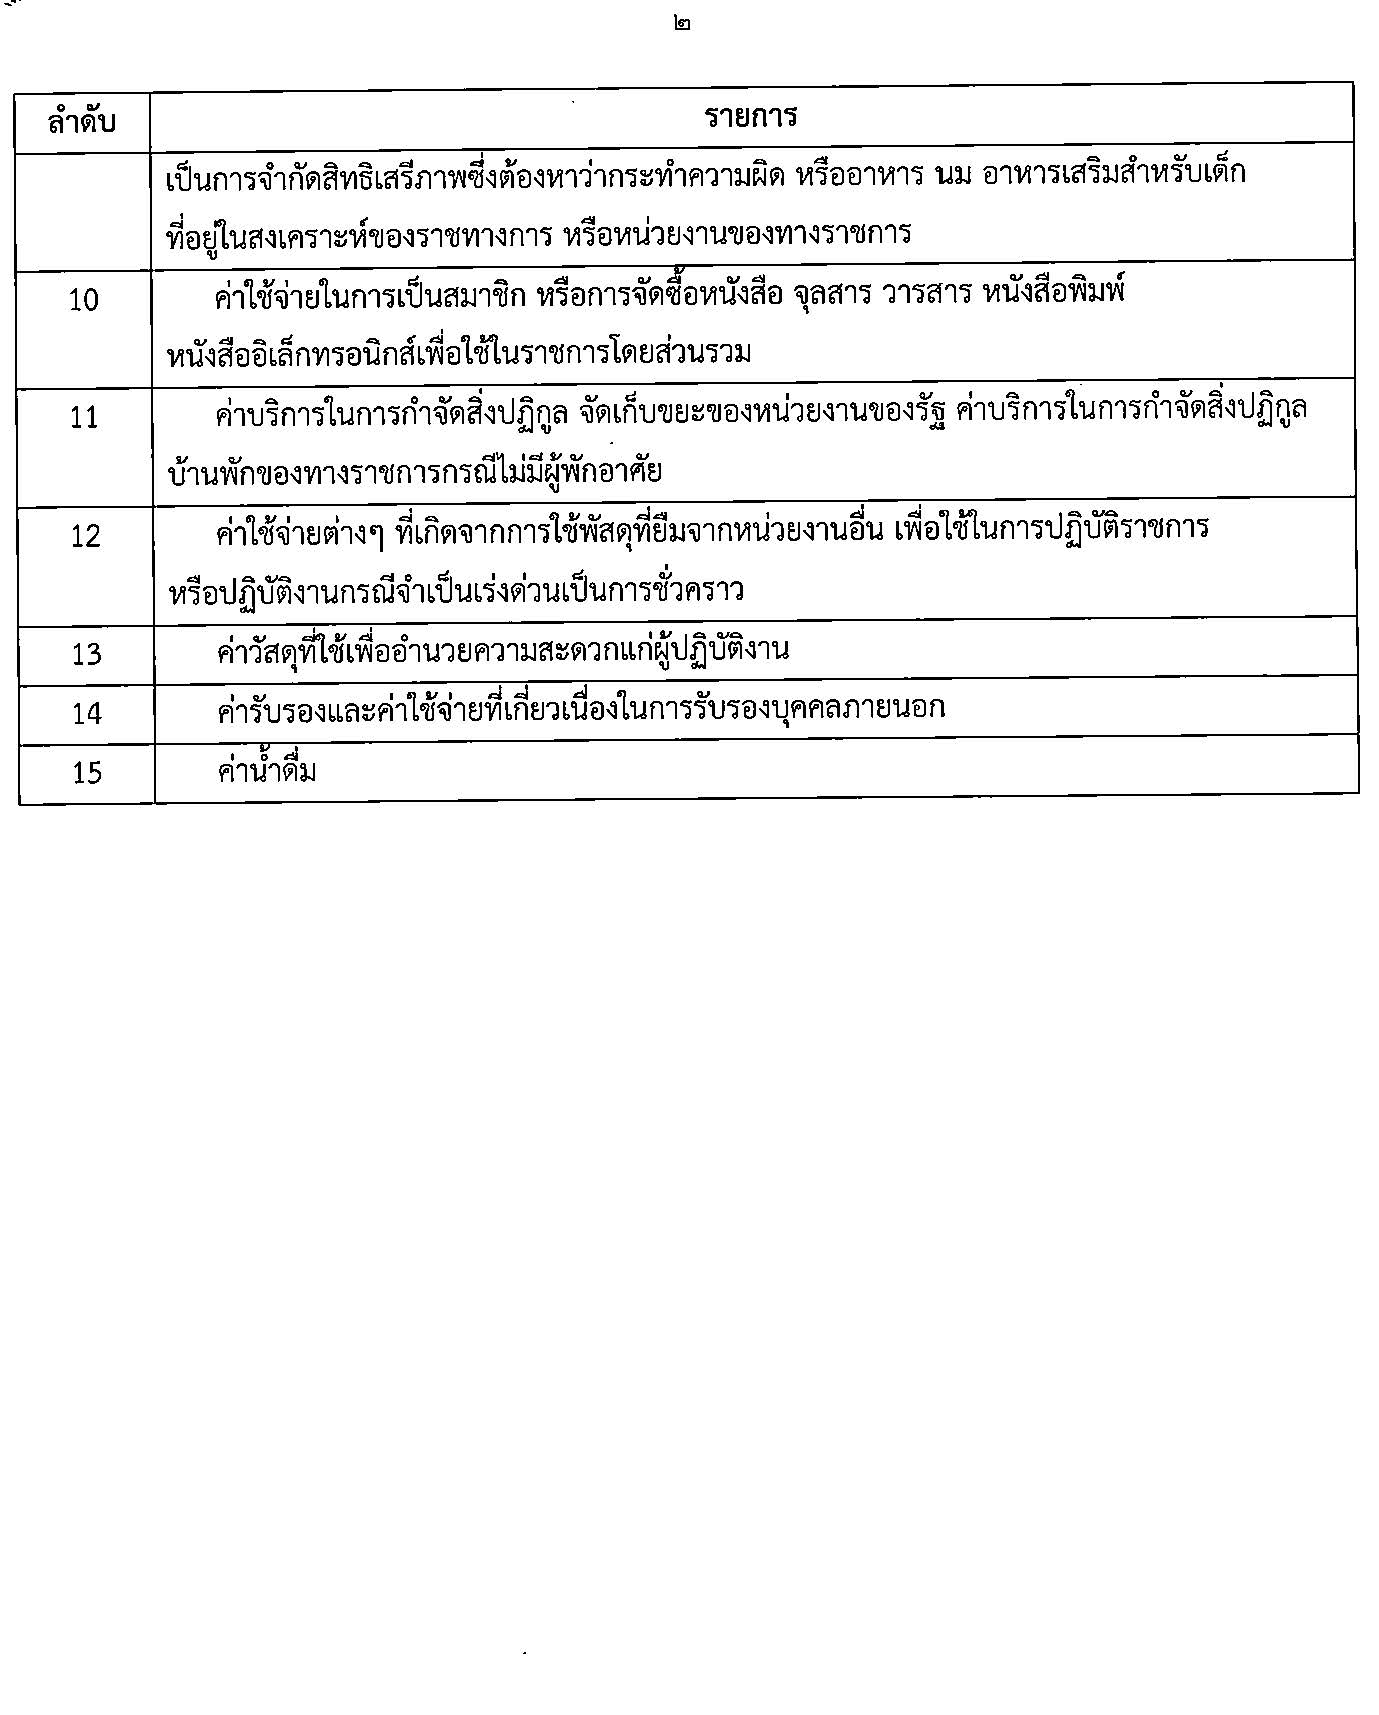 ๒
ลำดับ รายการ
เป็นการจำกัดสิทธิเสรีภาพซึ่งต้องหาว่ากระทำความผิด หรืออาหาร นม อาหารเสริมสำหรับเด็ก
ที่อยู่ในสงเคราะห์ของราชทางการ หรือหน่วยงานของทางราชการ
10 ค่าใช้จ่ายในการเป็นสมาชิก หรือการจัดซื้อหนังสือ จุลสาร วารสาร หนังสือพิมพ์
หนังสืออิเล็กทรอนิกส์เพื่อใช้ในราชการโดยส่วนรวม
11 ค่าบริการในการกำจัดสิ่งปฏิกูล จัดเก็บขยะของหน่วยงานของรัฐ ค่าบริการในการกำจัดสิ่งปฏิกูล
บ้านพักของทางราชการกรณีไม่มีผู้พักอาศัย
12 ค่าใช้จ่ายต่างๆ ที่เกิดจากการใช้พัสดุที่ยืมจากหน่วยงานอื่น เพื่อใช้ในการปฏิบัติราชการ
หรือปฏิบัติงานกรณีจำเป็นเร่งด่วนเป็นการชั่วคราว
13 ค่าวัสดุที่ใช้เพื่ออำนวยความสะดวกแก่ผู้ปฏิบัติงาน
14 ค่ารับรองและค่าใช้จ่ายที่เกี่ยวเนื่องในการรับรองบุคคลภายนอก
15 ค่าน้ำดื่ม